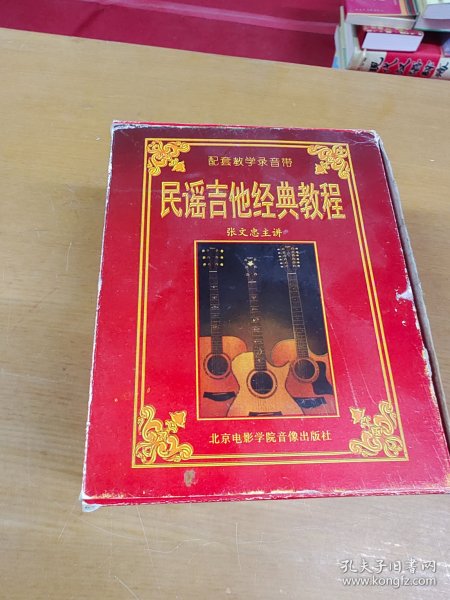 配套教学录音带
民谣吉他经典教程
张文忠主讲
北京电影学院音像出版社
孔夫子旧书网
www.kongfz.com